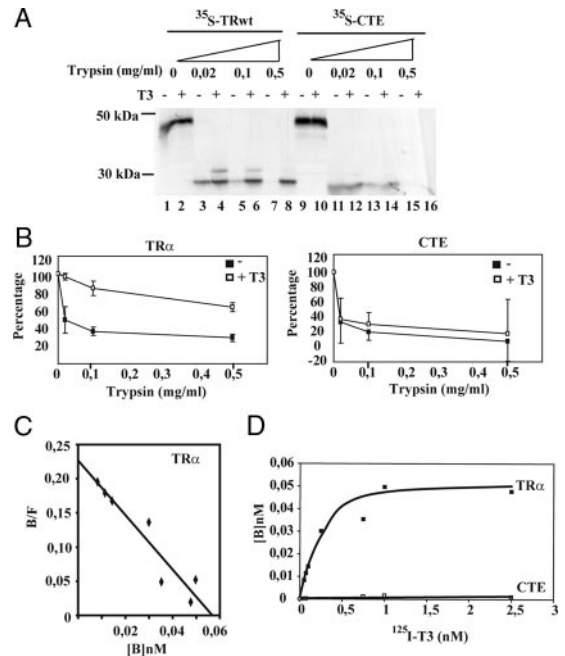 A
35S-TRwt 35S-CTE
Trypsin (mg/ml) 0 0,02 0,1 0,5 0 0,02 0,1 0,5
T3 - + - + - + - + - + - + - + - +
50 kDa
30 kDa
1 2 3 4 5 6 7 8 9 10 11 12 13 14 15 16
B
TRα
Percentage
120
100
80
60
40
20
- 
+ T3
0 0,1 0,2 0,3 0,4 0,5
Trypsin (mg/ml)
CTE
Percentage
120
100
80
60
40
20
0
-20
-
+ T3
0 0,1 0,2 0,3 0,4 0,5
Trypsin (mg/ml)
C
TRα
B/F
0,25
0,20
0,15
0,10
0,05
0
0,02 0,04 0,06
[B]nM
D
[B]nM
0,06
0,05
0,04
0,03
0,02
0,01
0
TRα
CTE
0 0,5 1,0 1,5 2,0 2,5
125I-T3 (nM)